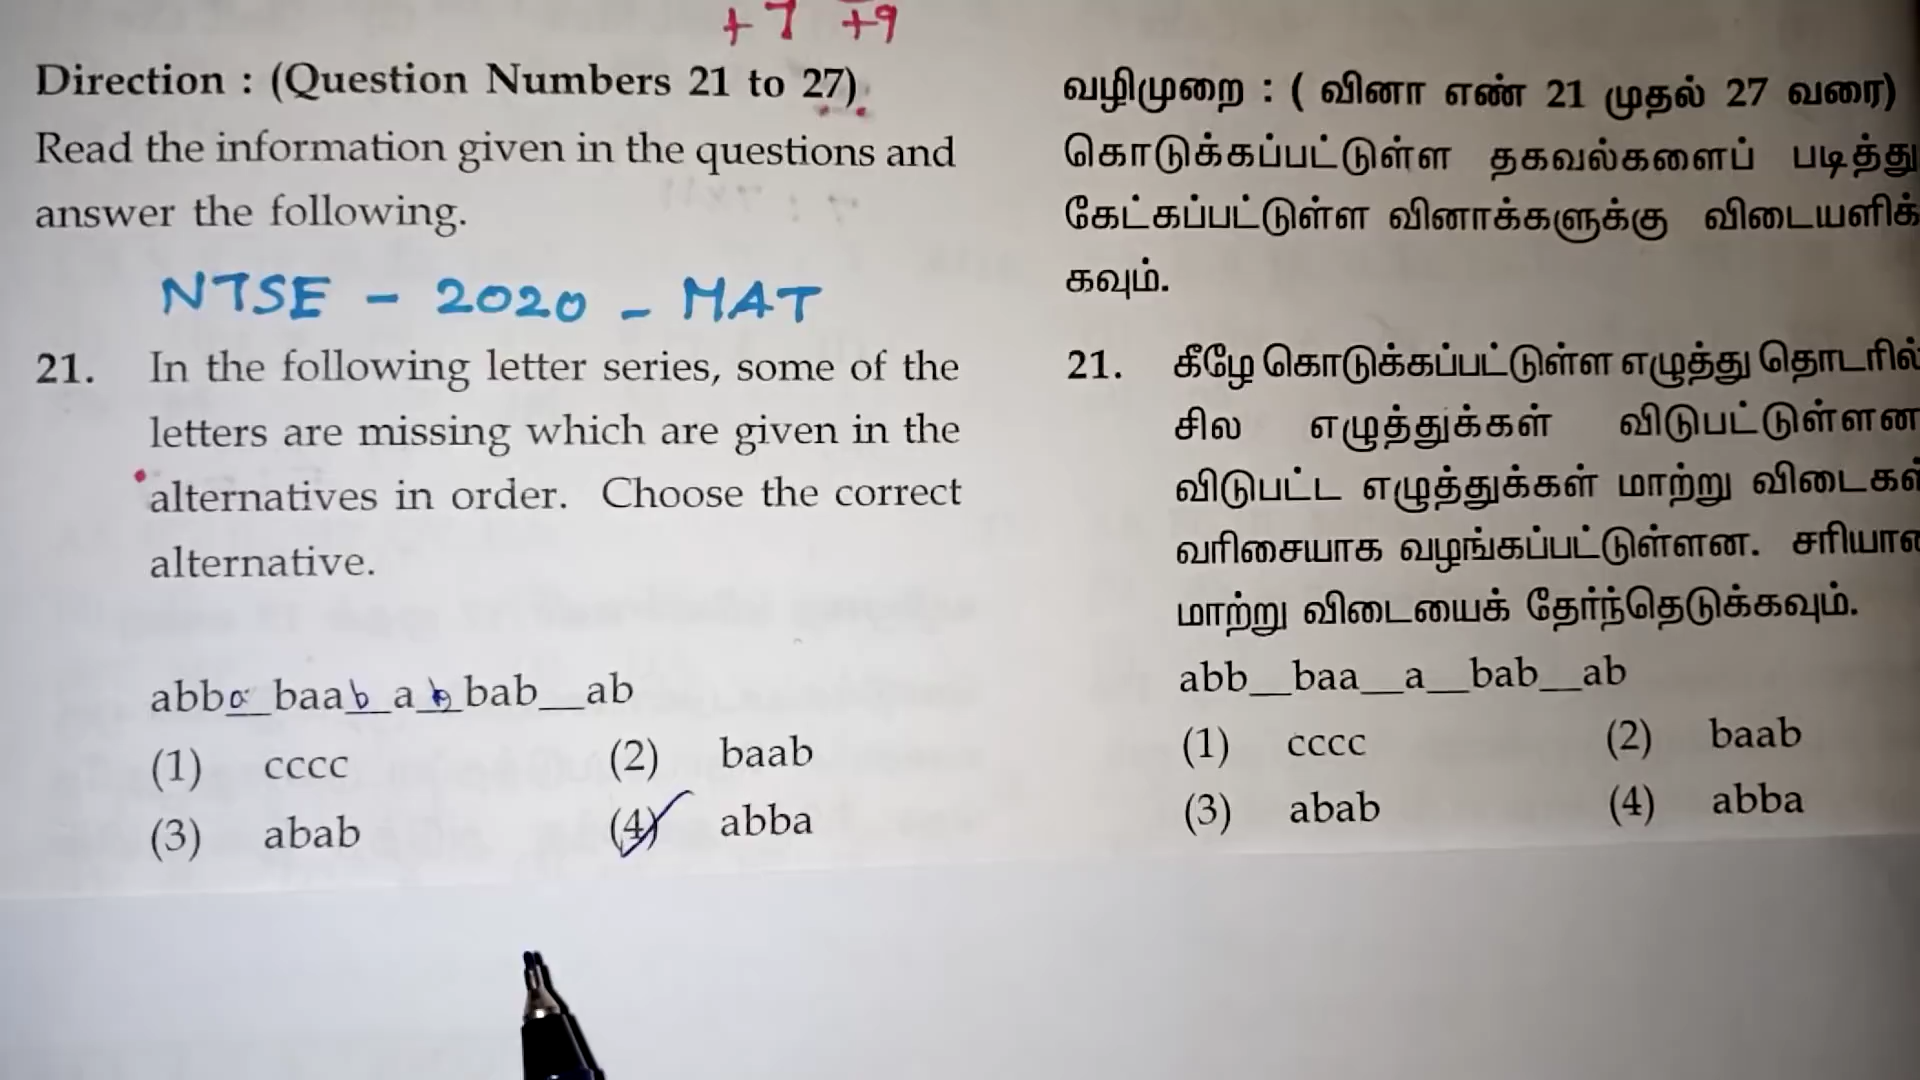 +7 +9
Direction : (Question Numbers 21 to 27)
Read the information given in the questions and
answer the following.
NTSE - 2020 - MAT
21. In the following letter series, some of the
letters are missing which are given in the
alternatives in order. Choose the correct
alternative.
abba__baab__a b__bab__ab
(1) cccc (2) baab
(3) abab (4) abba
வழிமுறை : ( வினா எண் 21 முதல் 27 வரை)
கொடுக்கப்பட்டுள்ள தகவல்களைப் படித்து
கேட்கப்பட்டுள்ள வினாக்களுக்கு விடையளிக்
கவும்.
21. கீழே கொடுக்கப்பட்டுள்ள எழுத்து தொடரில்
சில எழுத்துக்கள் விடுபட்டுள்ளன
விடுபட்ட எழுத்துக்கள் மாற்று விடைகள்
வரிசையாக வழங்கப்பட்டுள்ளன. சரியான
மாற்று விடையைக் தேர்ந்தெடுக்கவும்.
abb__baa__a__bab__ab
(1) cccc (2) baab
(3) abab (4) abba